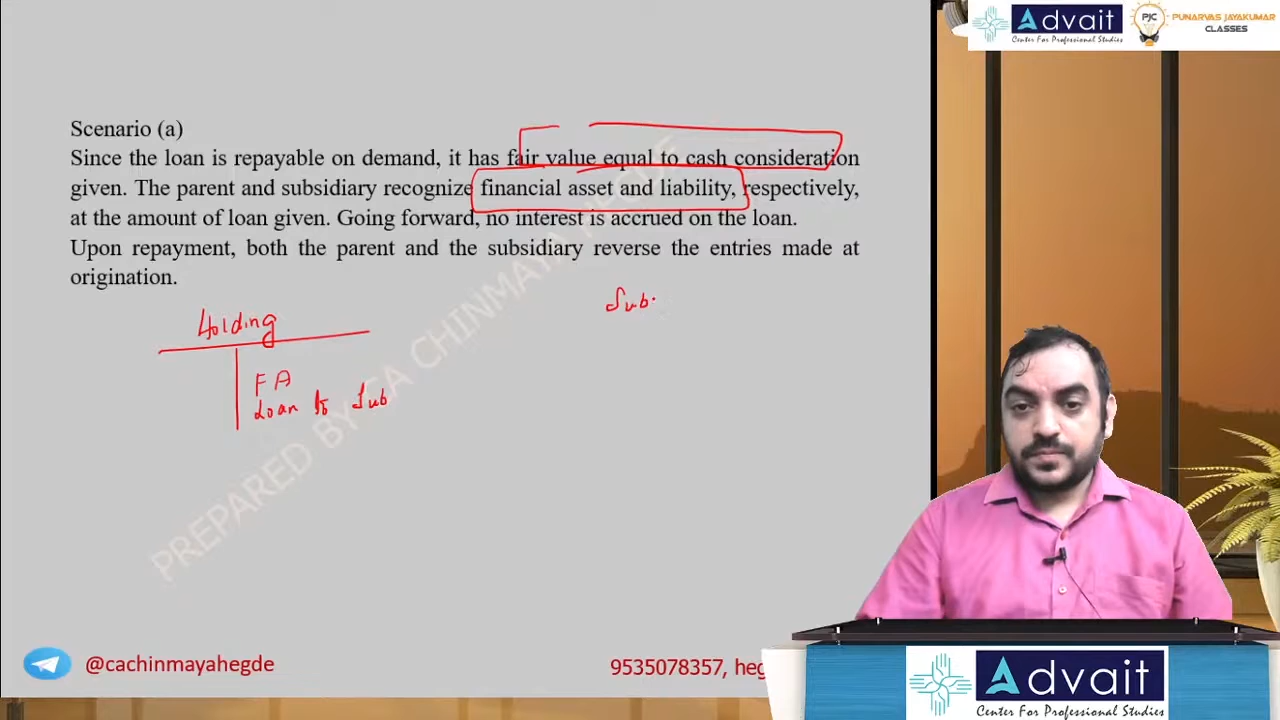 Advait
Center For Professional Studies
PJC
PUNARVAS JAYAKUMAR
CLASSES
Scenario (a)
Since the loan is repayable on demand, it has fair value equal to cash consideration
given. The parent and subsidiary recognize financial asset and liability, respectively,
at the amount of loan given. Going forward, no interest is accrued on the loan.
Upon repayment, both the parent and the subsidiary reverse the entries made at
origination.
Holding
Sub.
FA
Loan to Sub
PREPARED BY CA CHINMAYA HEGDE
@cachinmayahegde
9535078357, heg
Advait
Center For Professional Studies